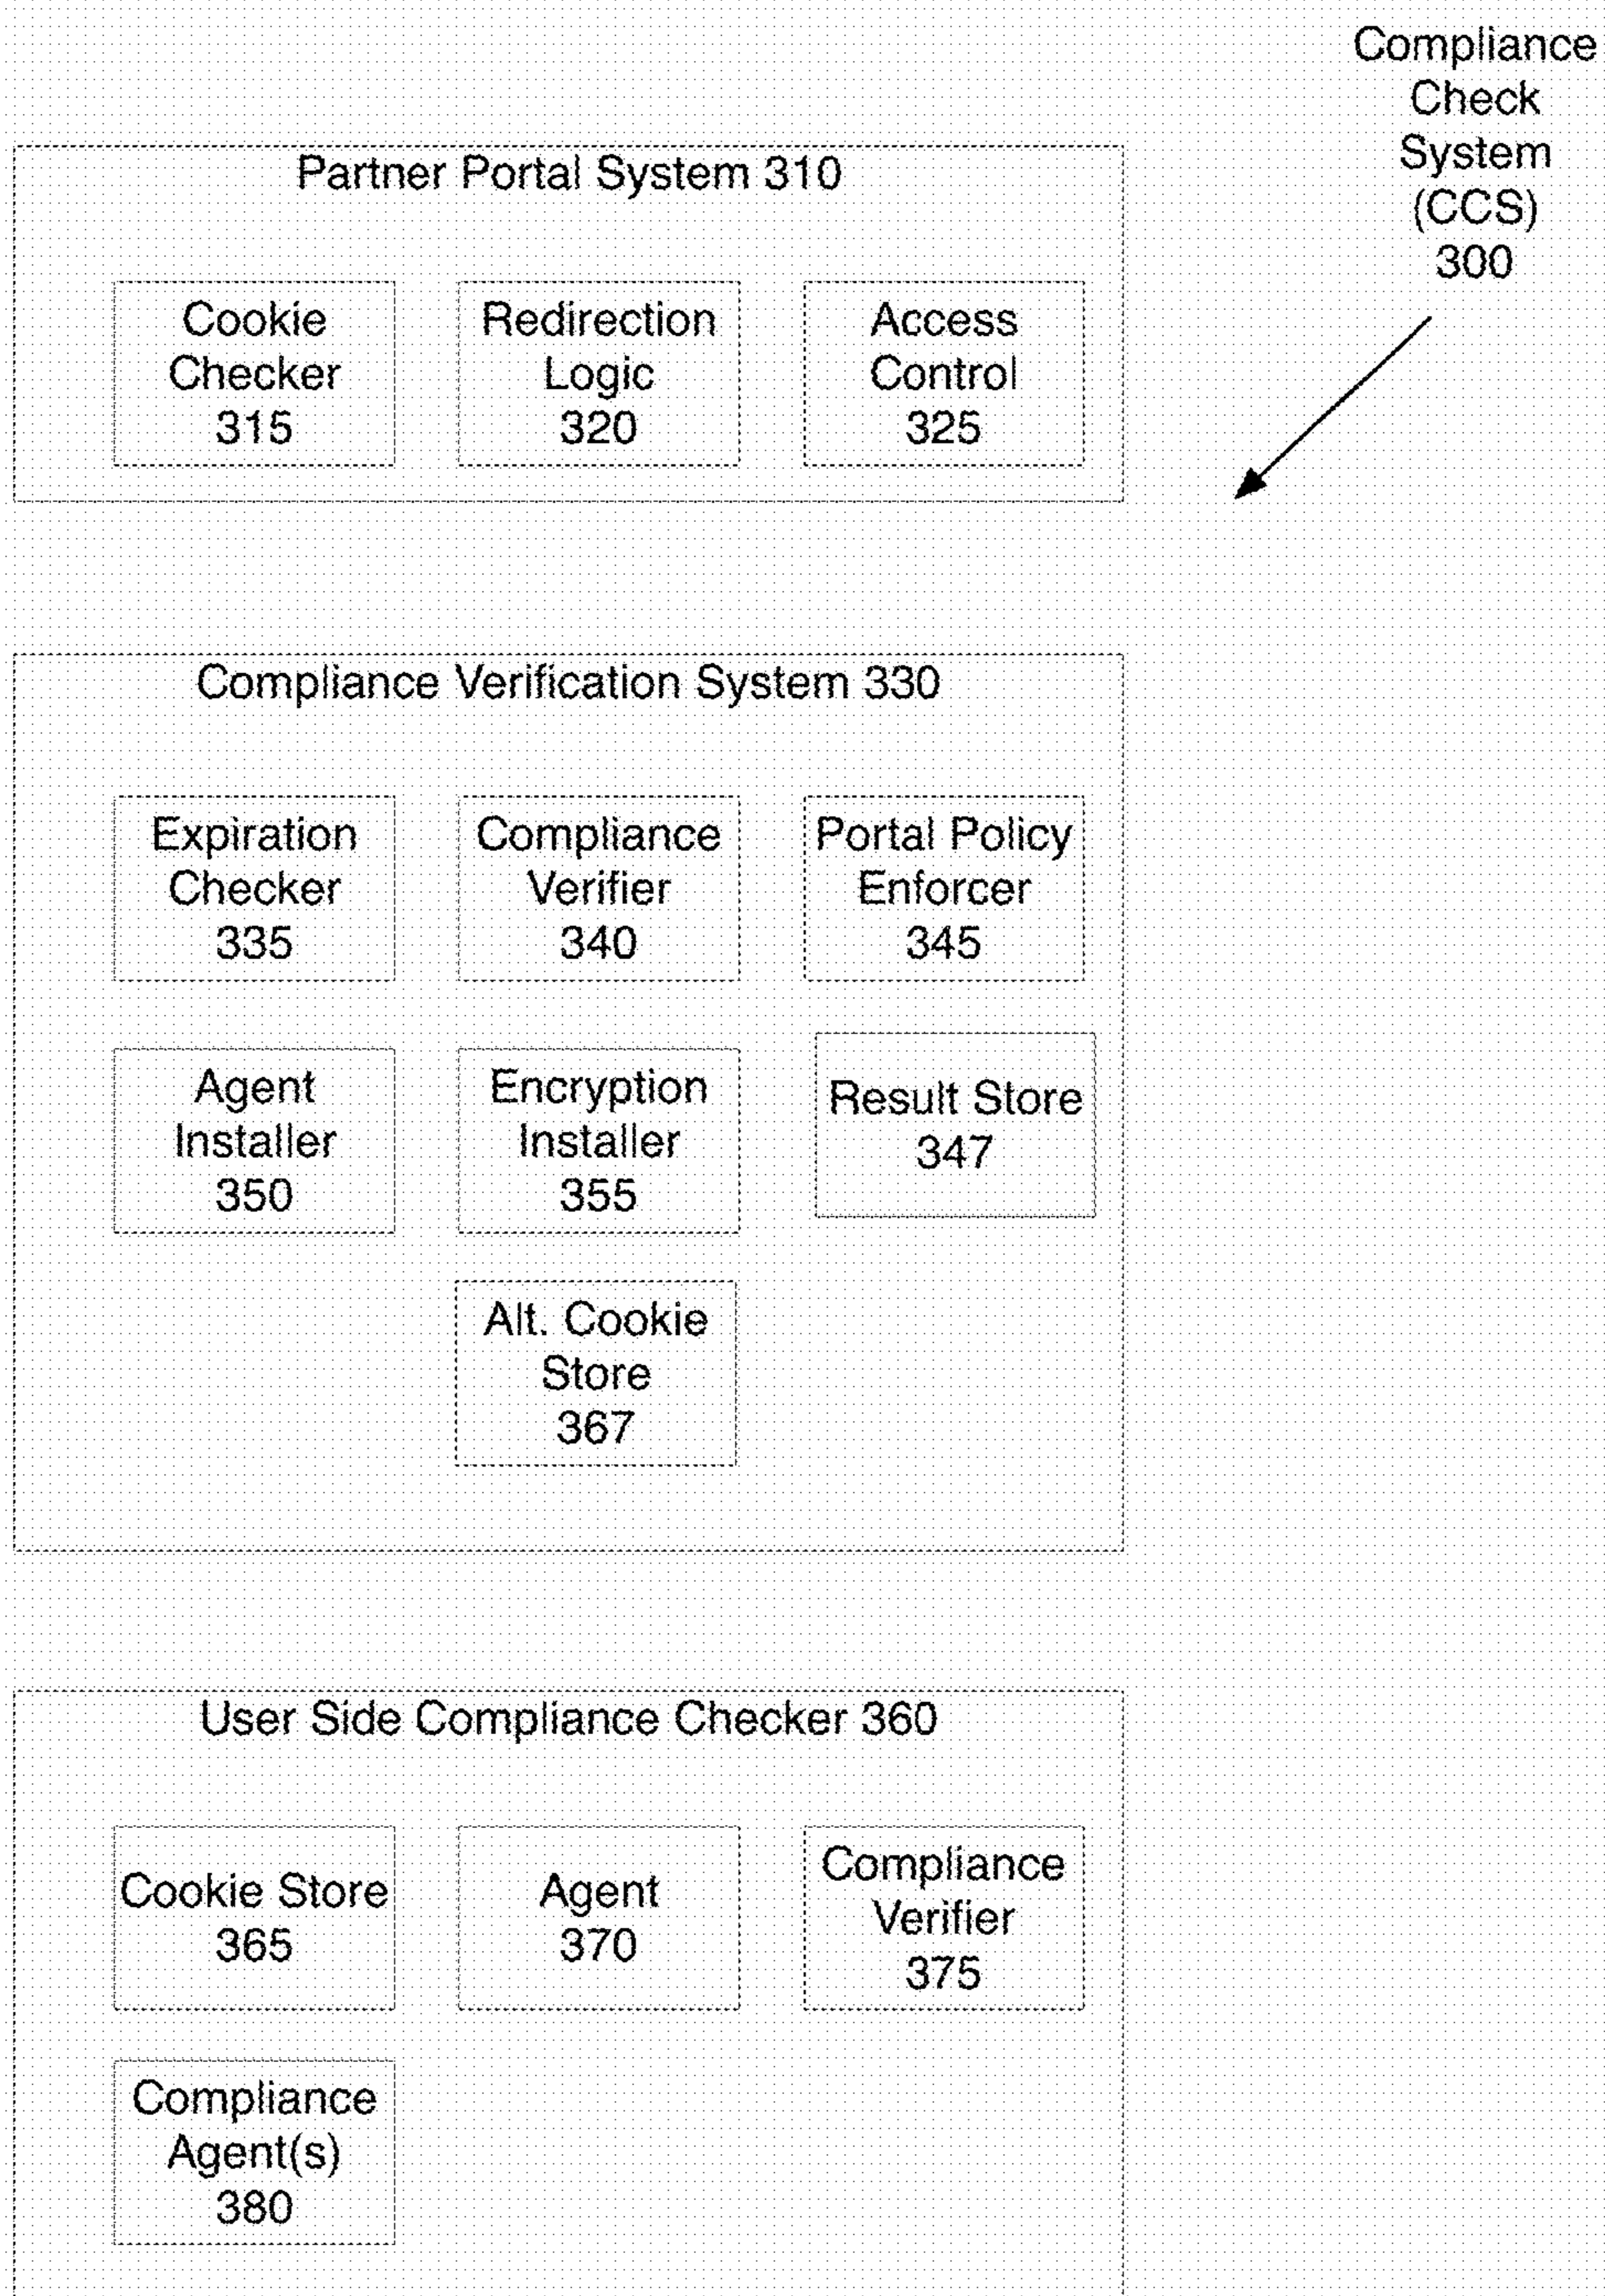 Compliance
Check
System
(CCS)
300
Partner Portal System 310
Cookie
Checker
315
Redirection
Logic
320
Access
Control
325
Compliance Verification System 330
Expiration
Checker
335
Compliance
Verifier
340
Portal Policy
Enforcer
345
Agent
Installer
350
Encryption
Installer
355
Result Store
347
Alt. Cookie
Store
367
User Side Compliance Checker 360
Cookie Store
365
Agent
370
Compliance
Verifier
375
Compliance
Agent(s)
380